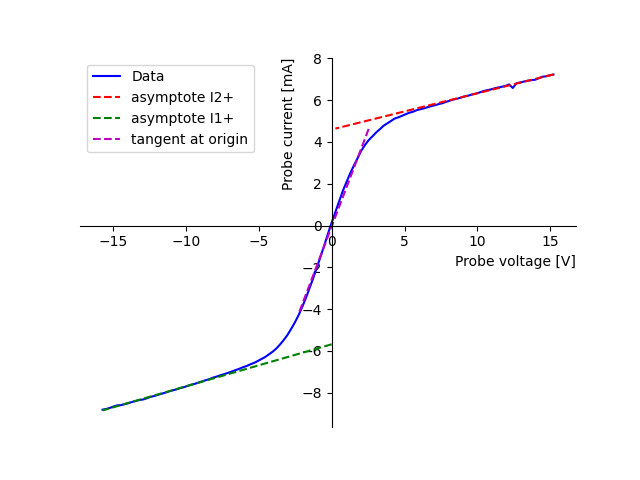 Data
asymptote I2+
asymptote I1+
tangent at origin
Probe current [mA]
8
6
4
2
0
−2
−4
−6
−8
−15
−10
−5
0
5
10
15
Probe voltage [V]